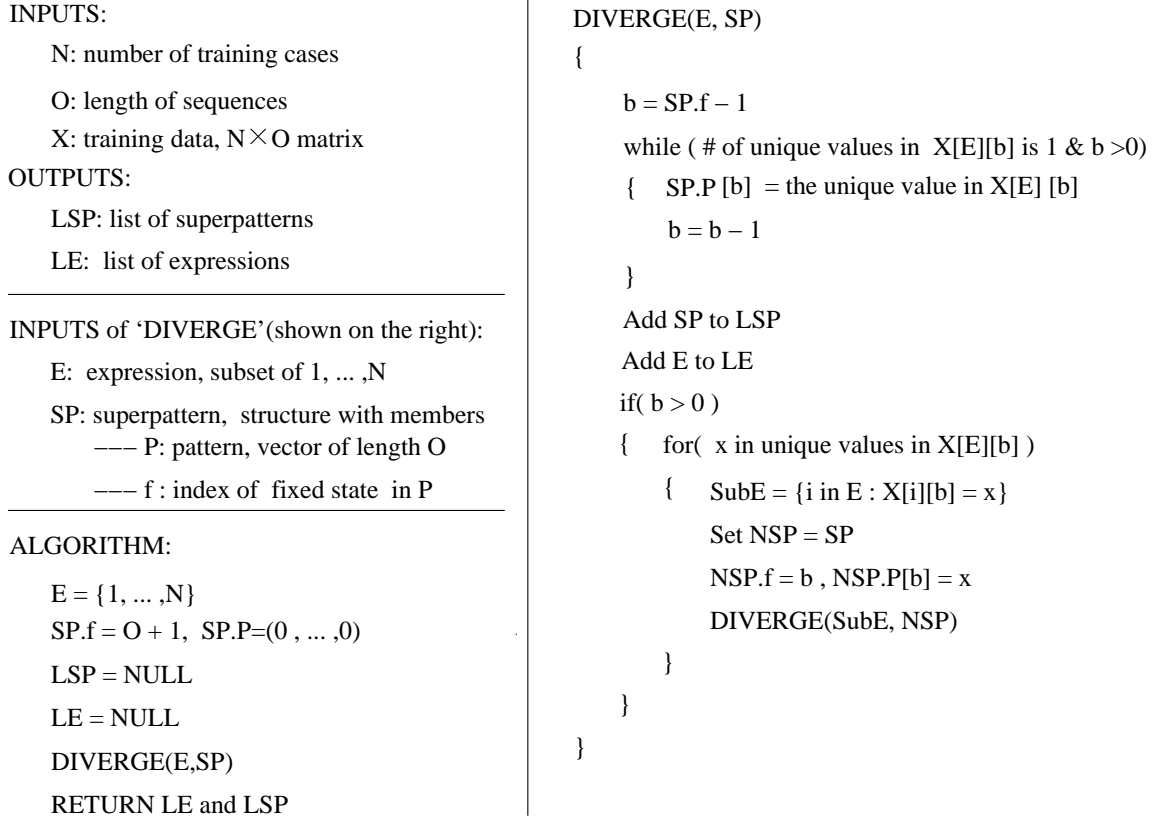 INPUTS:
N: number of training cases
O: length of sequences
X: training data, N×O matrix
OUTPUTS:
LSP: list of superpatterns
LE: list of expressions
INPUTS of ‘DIVERGE’(shown on the right):
E: expression, subset of 1, ... ,N
SP: superpattern, structure with members
−−− P: pattern, vector of length O
−−− f : index of fixed state in P
ALGORITHM:
E = {1, ... ,N}
SP.f = O + 1, SP.P=(0 , ... ,0)
LSP = NULL
LE = NULL
DIVERGE(E,SP)
RETURN LE and LSP
DIVERGE(E, SP)
{
b = SP.f − 1
while ( # of unique values in X[E][b] is 1 & b >0)
{ SP.P [b] = the unique value in X[E] [b]
b = b − 1
}
Add SP to LSP
Add E to LE
if( b > 0 )
{ for( x in unique values in X[E][b] )
{ SubE = {i in E : X[i][b] = x}
Set NSP = SP
NSP.f = b , NSP.P[b] = x
DIVERGE(SubE, NSP)
}
}
}